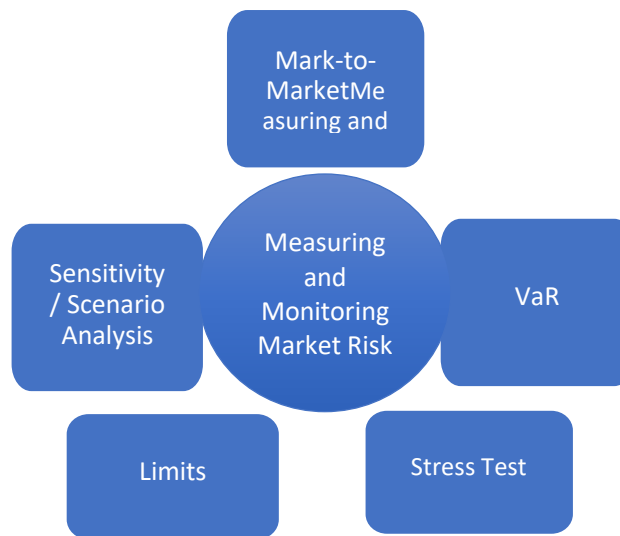 Mark-to-
MarketMe
asuring and
Measuring
and
Monitoring
Market Risk
Sensitivity
/ Scenario
Analysis
VaR
Limits
Stress Test